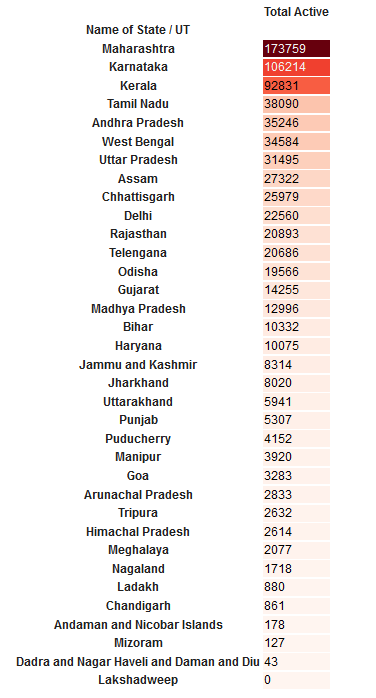 Total Active
Name of State / UT
Maharashtra 173759
Karnataka 106214
Kerala 92831
Tamil Nadu 38090
Andhra Pradesh 35246
West Bengal 34584
Uttar Pradesh 31495
Assam 27322
Chhattisgarh 25979
Delhi 22560
Rajasthan 20893
Telengana 20686
Odisha 19566
Gujarat 14255
Madhya Pradesh 12996
Bihar 10332
Haryana 10075
Jammu and Kashmir 8314
Jharkhand 8020
Uttarakhand 5941
Punjab 5307
Puducherry 4152
Manipur 3920
Goa 3283
Arunachal Pradesh 2833
Tripura 2632
Himachal Pradesh 2614
Meghalaya 2077
Nagaland 1718
Ladakh 880
Chandigarh 861
Andaman and Nicobar Islands 178
Mizoram 127
Dadra and Nagar Haveli and Daman and Diu 43
Lakshadweep 0